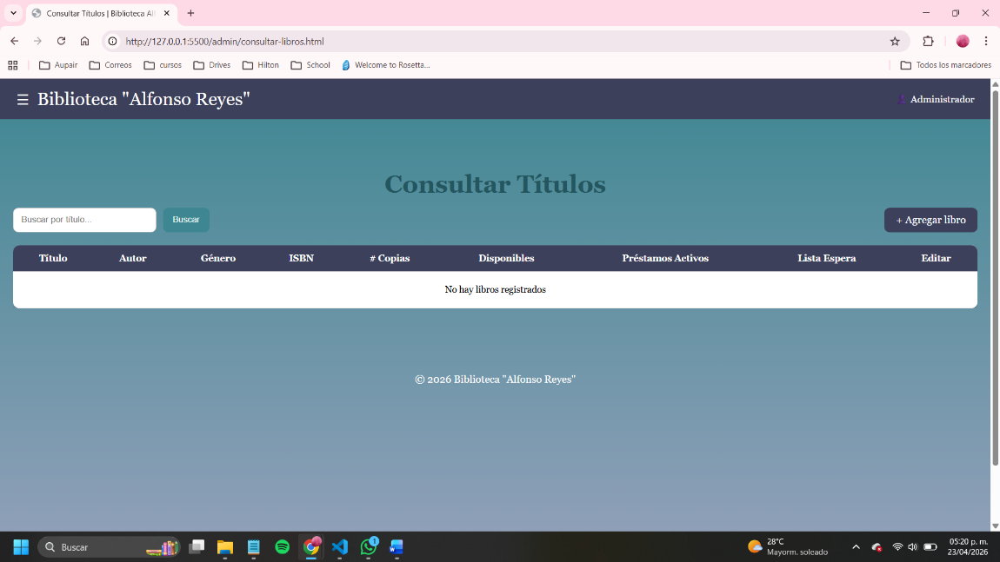 Consultar Títulos | Biblioteca Alf
http://127.0.0.1:5500/admin/consultar-libros.html
Aupair Correos cursos Drives Hilton School Welcome to Rosetta... Todos los marcadores
☰ Biblioteca "Alfonso Reyes" Administrador
Consultar Títulos
Buscar por título... Buscar + Agregar libro
Título Autor Género ISBN # Copias Disponibles Préstamos Activos Lista Espera Editar
No hay libros registrados
© 2026 Biblioteca "Alfonso Reyes"
Buscar 1 28°C 05:20 p. m.
Mayorm. soleado 23/04/2026